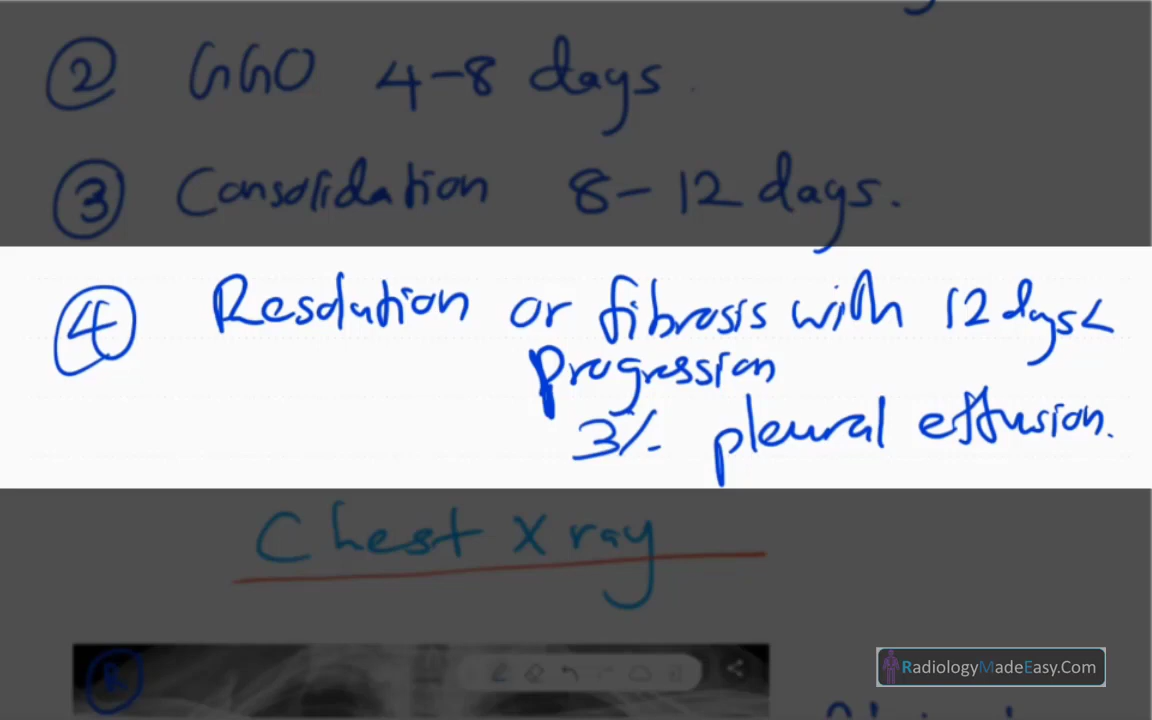 ② GGO 4-8 days.
③ Consolidation 8-12 days.
④ Resolution or fibrosis with 12 days<
progression
3% pleural effusion.
Chest X ray
R
RadiologyMadeEasy.Com